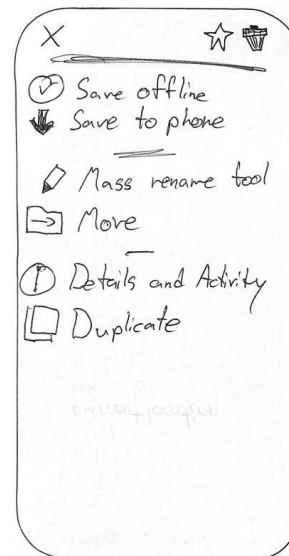 Save offline
Save to phone
Mass rename tool
Move
Details and Activity
Duplicate